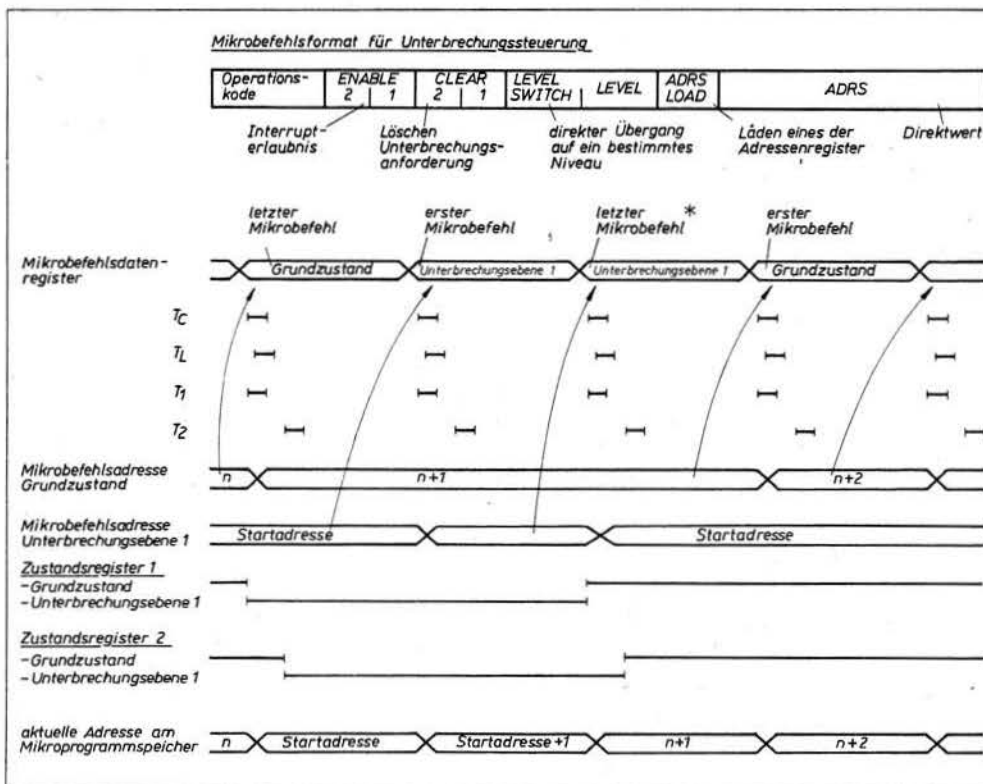 Mikrobefehlsformat für Unterbrechungssteuerung
Operations- ENABLE CLEAR LEVEL LEVEL ADRS ADRS
kode 2 1 2 1 SWITCH LOAD
Interrupt- Löschen direkter Übergang Laden eines der Direktwert
erlaubnis Unterbrechungs- auf ein bestimmtes Adressenregister
anforderung Niveau
letzter erster letzter * erster
Mikrobefehl Mikrobefehl Mikrobefehl Mikrobefehl
Mikrobefehlsdaten-
register
Grundzustand Unterbrechungsebene 1 Unterbrechungsebene 1 Grundzustand
TC
TL
T1
T2
Mikrobefehlsadresse
Grundzustand
n n+1 n+2
Mikrobefehlsadresse
Unterbrechungsebene 1
Startadresse Startadresse
Zustandsregister 1
-Grundzustand
-Unterbrechungsebene 1
Zustandsregister 2
-Grundzustand
-Unterbrechungsebene 1
aktuelle Adresse am
Mikroprogrammspeicher
n Startadresse Startadresse+1 n+1 n+2